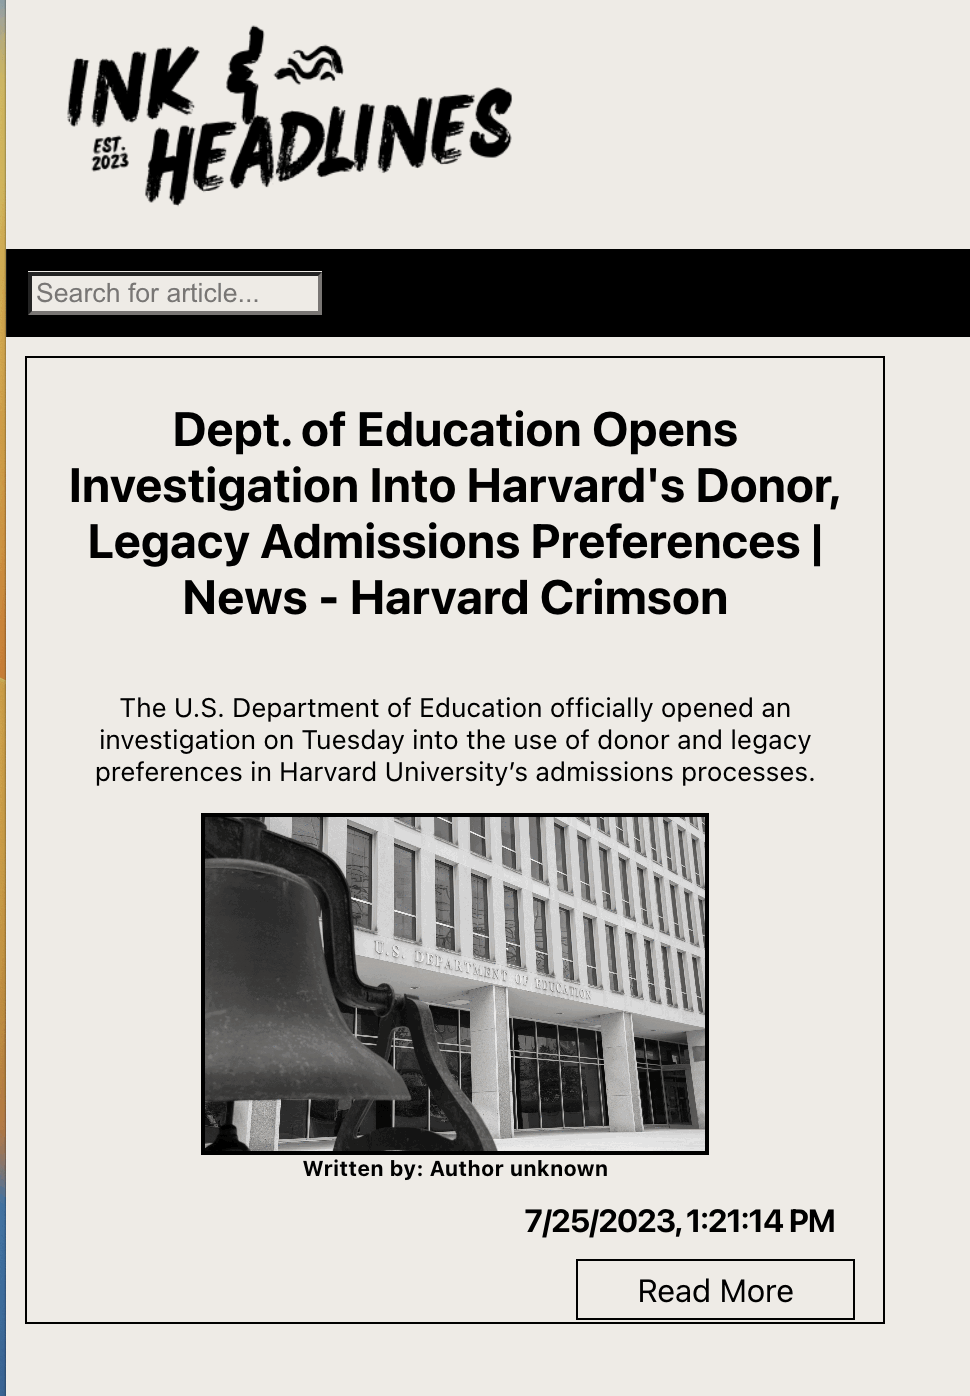 INK &
HEADLINES
EST.
2023
Search for article...
Dept. of Education Opens
Investigation Into Harvard's Donor,
Legacy Admissions Preferences |
News - Harvard Crimson
The U.S. Department of Education officially opened an
investigation on Tuesday into the use of donor and legacy
preferences in Harvard University’s admissions processes.
U.S. DEPARTMENT OF EDUCATION
Written by: Author unknown
7/25/2023, 1:21:14 PM
Read More